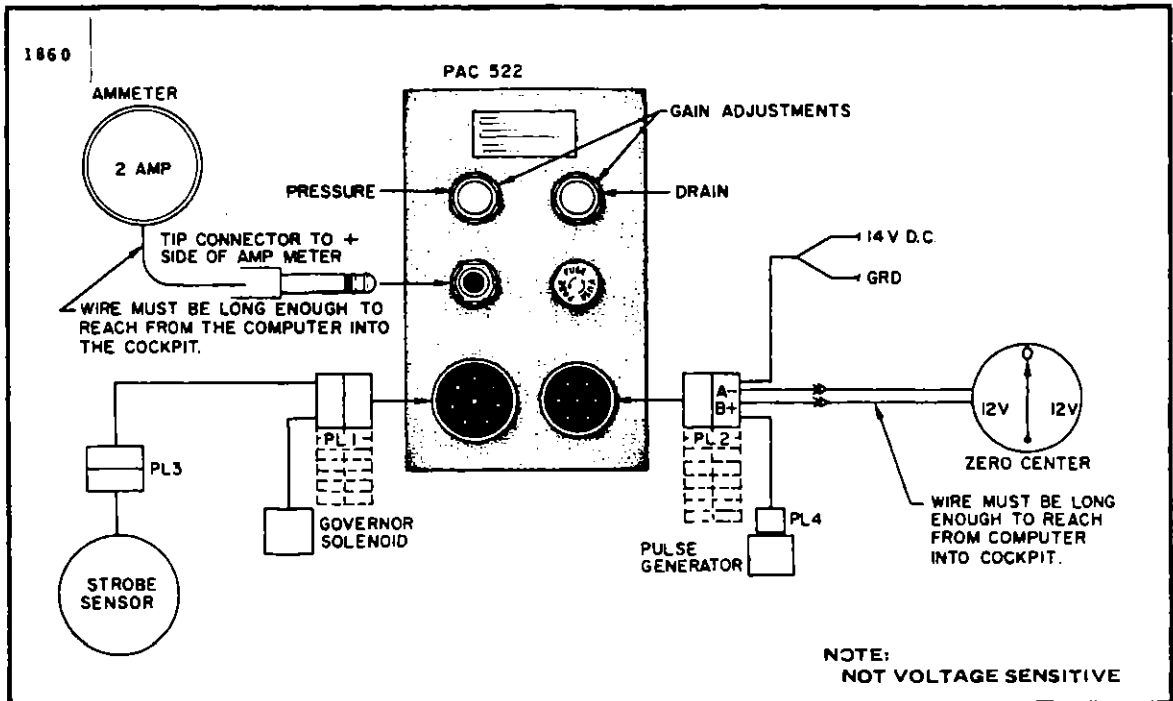 1860
PAC 522
AMMETER
2 AMP
GAIN ADJUSTMENTS
PRESSURE
DRAIN
TIP CONNECTOR TO +
SIDE OF AMP METER
WIRE MUST BE LONG ENOUGH TO
REACH FROM THE COMPUTER INTO
THE COCKPIT.
FUSE
14V D.C.
GRD
PL1
PL3
GOVERNOR
SOLENOID
STROBE
SENSOR
A-
B+
PL2
PL4
PULSE
GENERATOR
0
12V 12V
ZERO CENTER
WIRE MUST BE LONG
ENOUGH TO REACH
FROM COMPUTER
INTO COCKPIT.
NOTE:
NOT VOLTAGE SENSITIVE